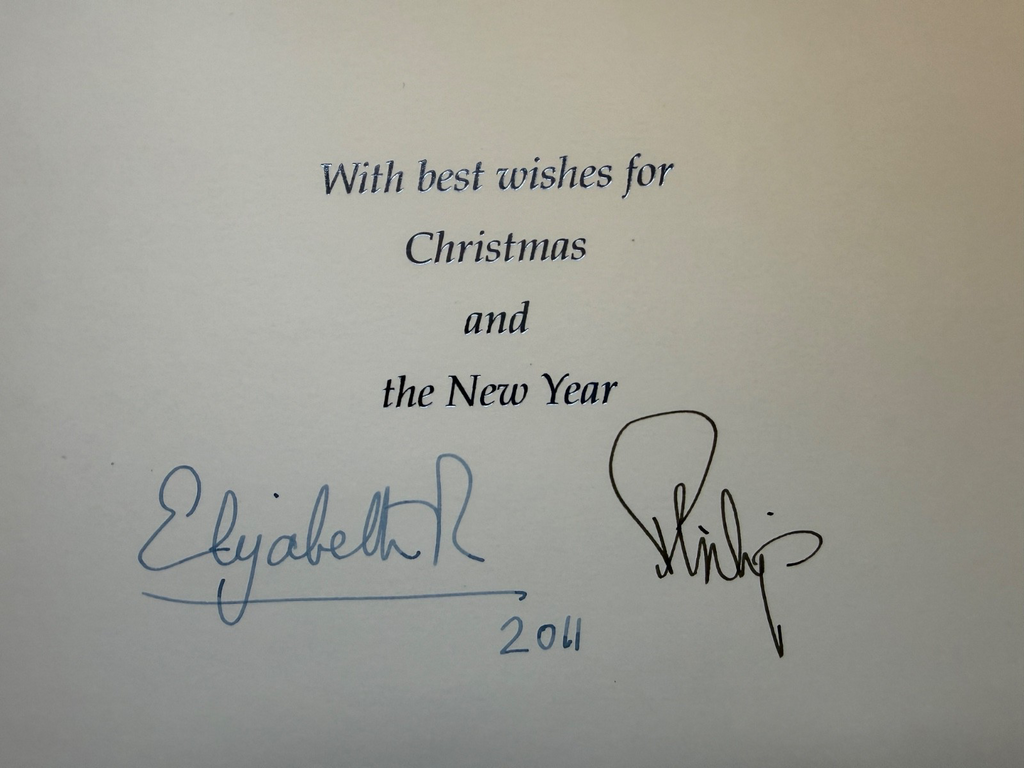 With best wishes for
Christmas
and
the New Year
Elizabeth R Philip
2011